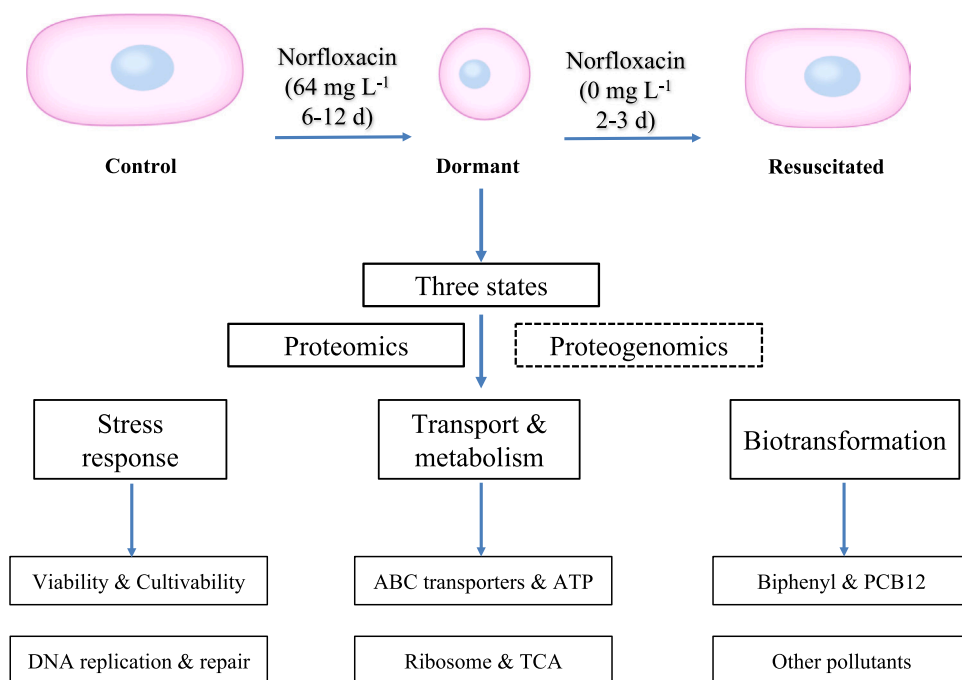 Norfloxacin
(64 mg L⁻¹
6-12 d)
Norfloxacin
(0 mg L⁻¹
2-3 d)
Control
Dormant
Resuscitated
Three states
Proteomics
Proteogenomics
Stress
response
Transport &
metabolism
Biotransformation
Viability & Cultivability
ABC transporters & ATP
Biphenyl & PCB12
DNA replication & repair
Ribosome & TCA
Other pollutants